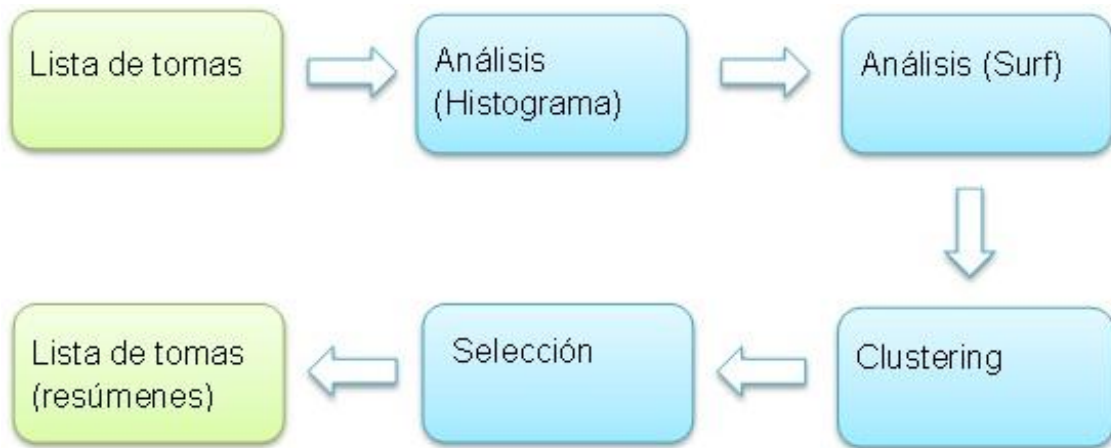 Lista de tomas
Análisis
(Histograma)
Análisis (Surf)
Clustering
Selección
Lista de tomas
(resúmenes)